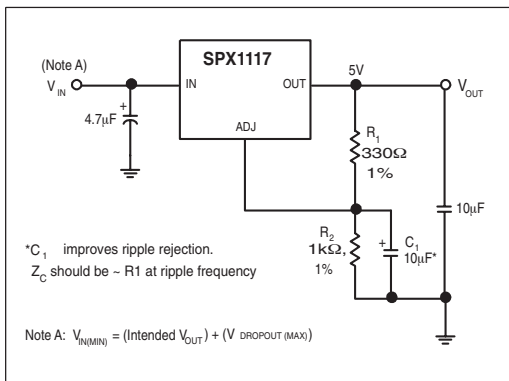 SPX1117
(Note A)
V IN
IN
OUT
5V
V OUT
4.7μF
ADJ
R1
330Ω
1%
10μF
R2
1kΩ,
1%
C1
10μF*
*C1 improves ripple rejection.
ZC should be ~ R1 at ripple frequency
Note A: VIN(MIN) = (Intended VOUT) + (V DROPOUT (MAX))
+
+